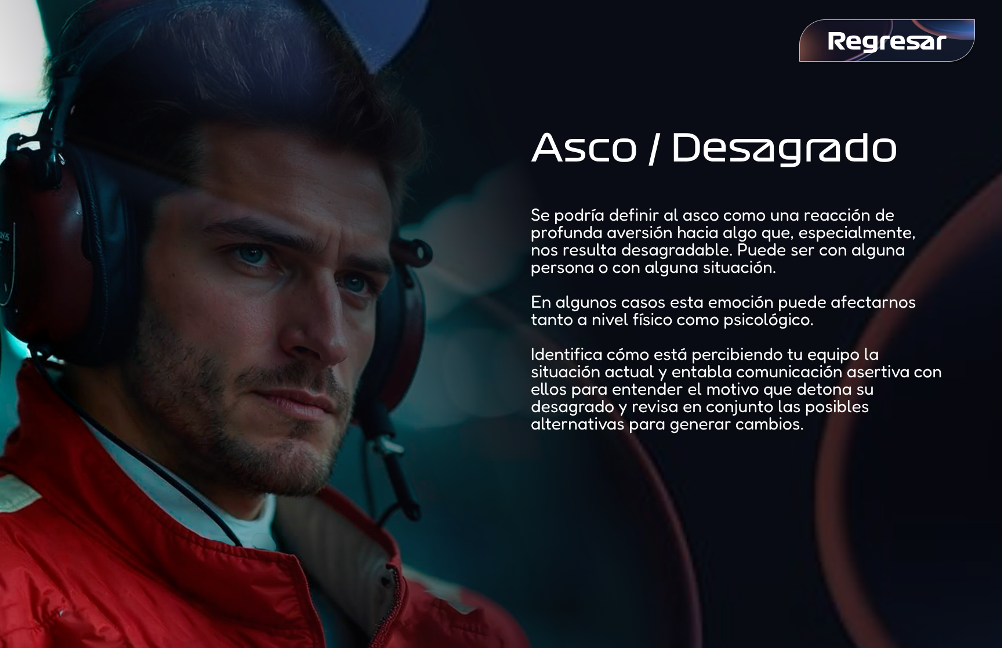 Regresar
Asco / Desagrado
Se podría definir al asco como una reacción de
profunda aversión hacia algo que, especialmente,
nos resulta desagradable. Puede ser con alguna
persona o con alguna situación.
En algunos casos esta emoción puede afectarnos
tanto a nivel físico como psicológico.
Identifica cómo está percibiendo tu equipo la
situación actual y entabla comunicación asertiva con
ellos para entender el motivo que detona su
desagrado y revisa en conjunto las posibles
alternativas para generar cambios.